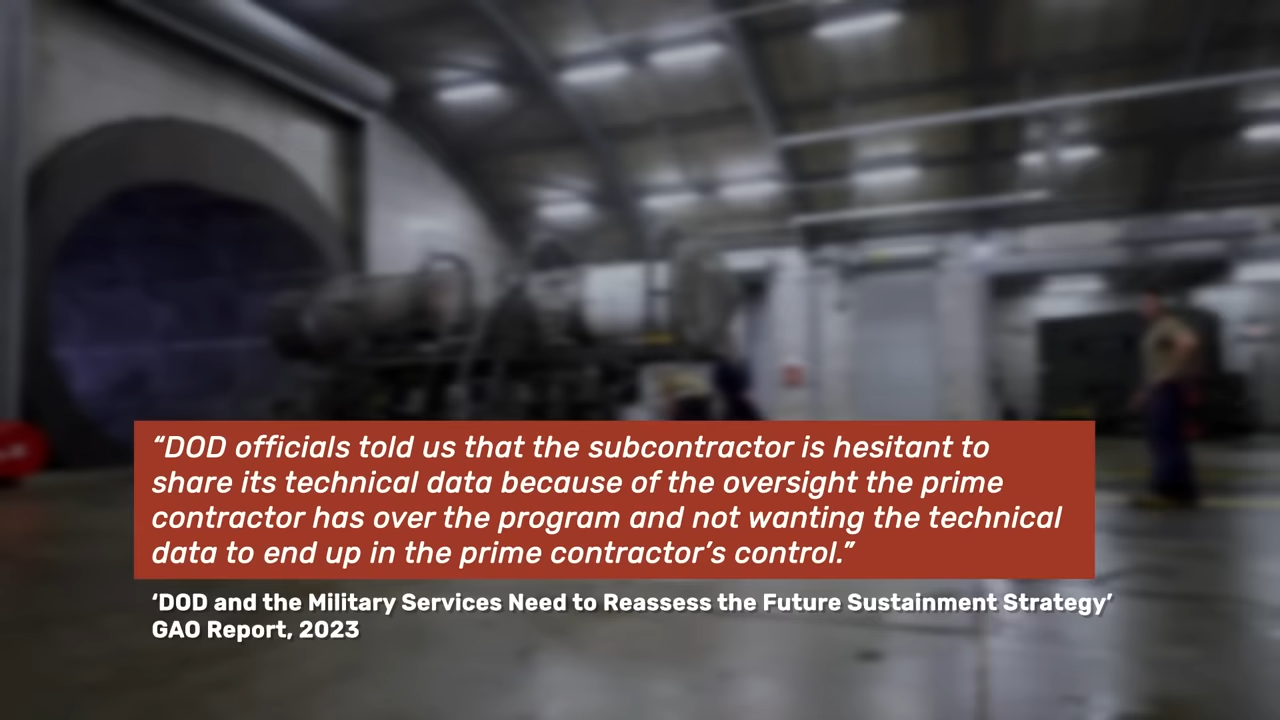 “DOD officials told us that the subcontractor is hesitant to
share its technical data because of the oversight the prime
contractor has over the program and not wanting the technical
data to end up in the prime contractor’s control.”
‘DOD and the Military Services Need to Reassess the Future Sustainment Strategy’
GAO Report, 2023